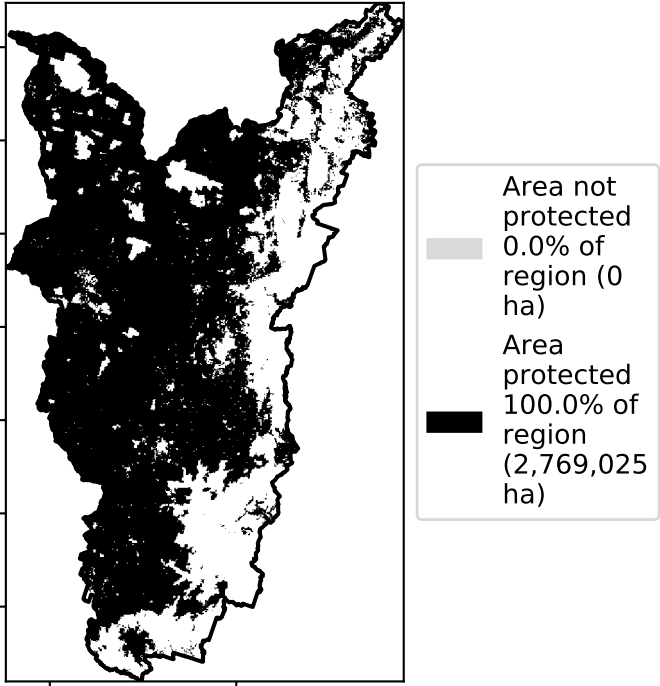 Area not
protected
0.0% of
region (0
ha)
Area
protected
100.0% of
region
(2,769,025
ha)